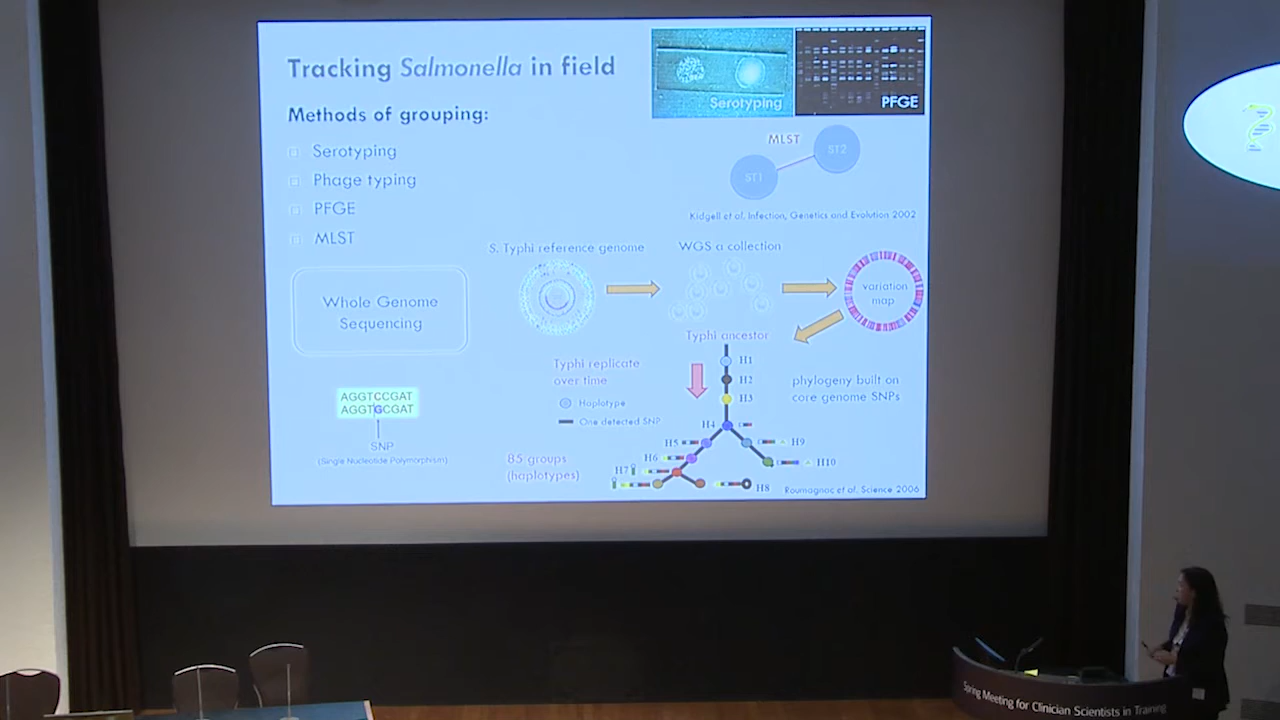 Tracking Salmonella in field
Methods of grouping:
Serotyping
Phage typing
PFGE
MLST
Whole Genome
Sequencing
AGGTCCGAT
AGGTGCGAT
SNP
(Single Nucleotide Polymorphism)
Serotyping
PFGE
MLST
ST1
ST2
Kidgell et al. Infection, Genetics and Evolution 2002
S. Typhi reference genome
WGS a collection
variation
map
Typhi ancestor
Typhi replicate
over time
Haplotype
One detected SNP
85 groups
(haplotypes)
H1
H2
H3
H4
H5
H9
H6
H10
H7
H8
phylogeny built on
core genome SNPs
Roumagnac et al. Science 2006
Spring Meeting for Clinician Scientists in Training